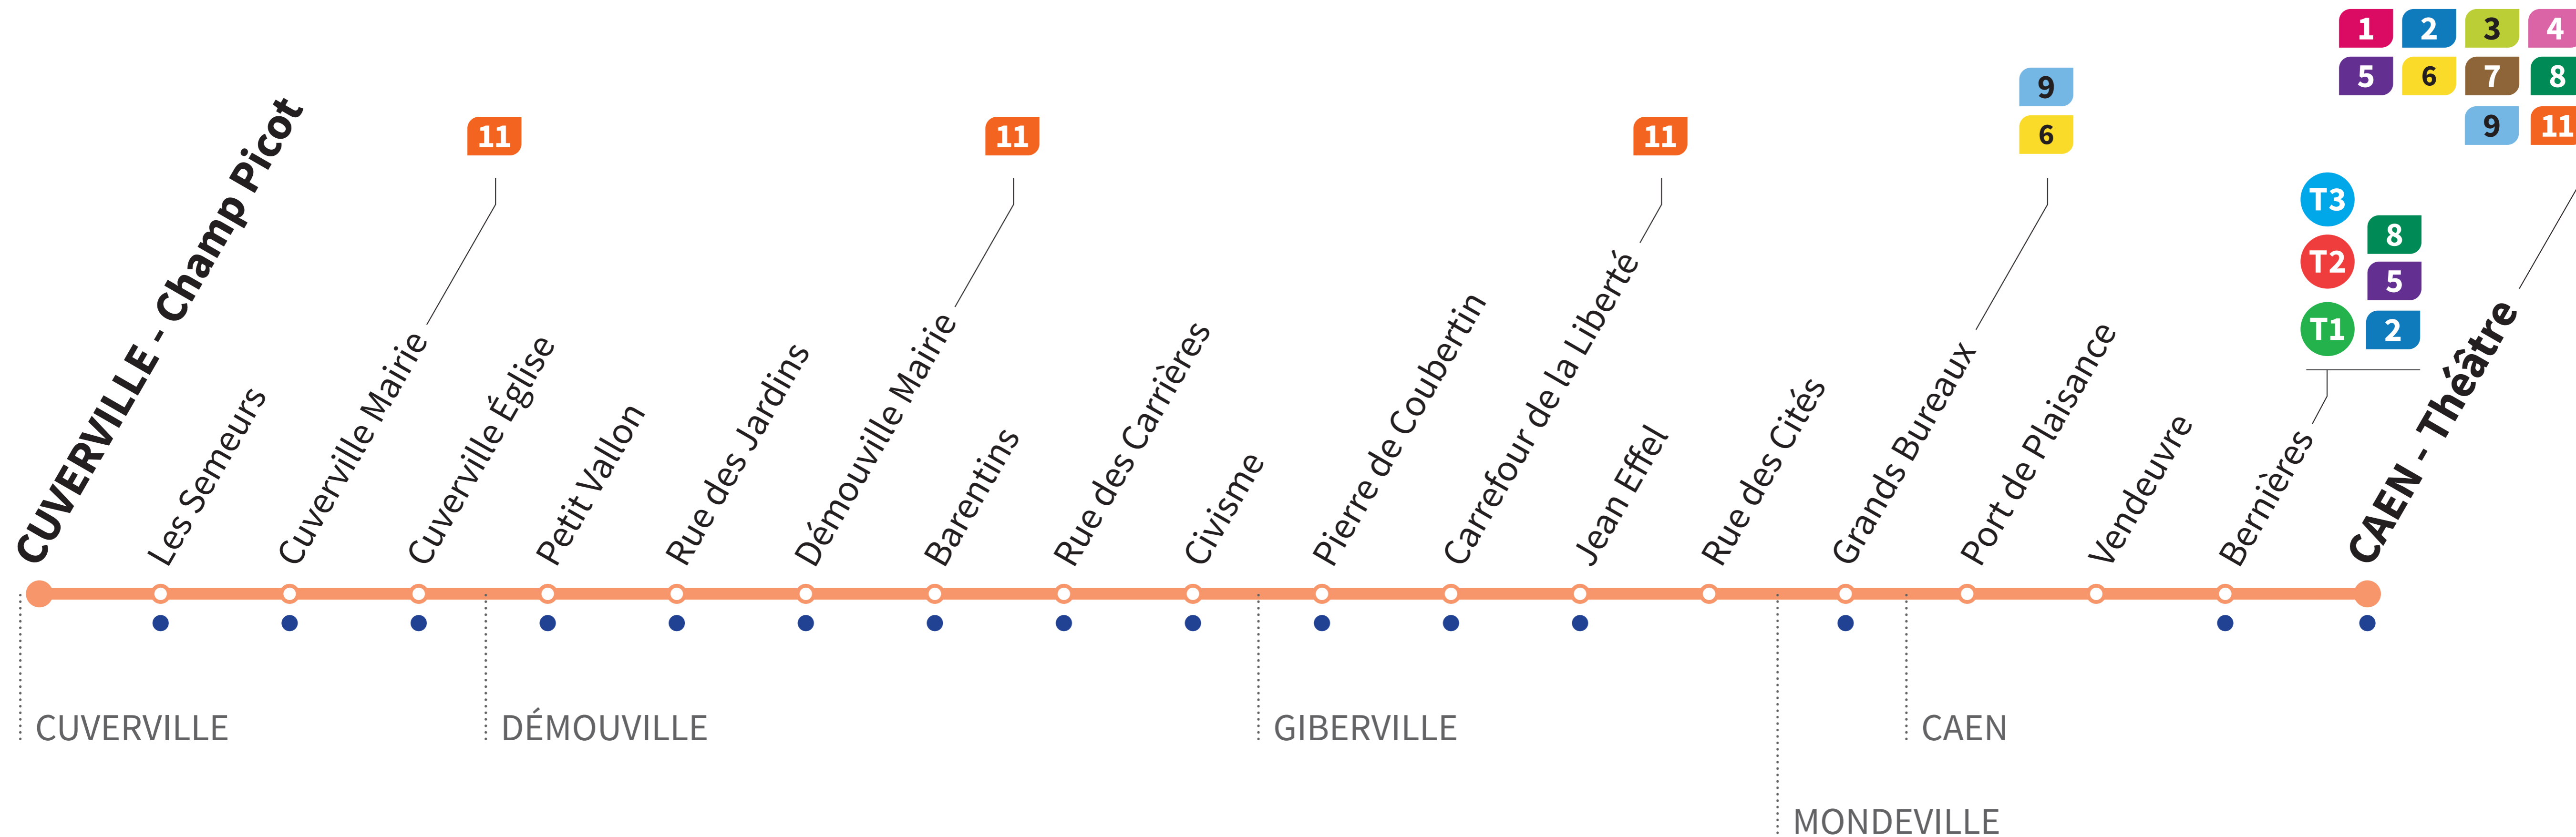 1 2 3 4
5 6 7 8
9 11
CUVERVILLE - Champ Picot
Les Semeurs
Cuverville Mairie
11
Cuverville Église
Petit Vallon
Rue des Jardins
Démouville Mairie
11
Barentins
Rue des Carrières
Civisme
Pierre de Coubertin
Carrefour de la Liberté
11
Jean Effel
Rue des Cités
Grands Bureaux
9
6
Port de Plaisance
Vendeuvre
Bernières
T3
8
T2
5
T1
2
CAEN - Théâtre
CUVERVILLE
DÉMOUVILLE
GIBERVILLE
CAEN
MONDEVILLE